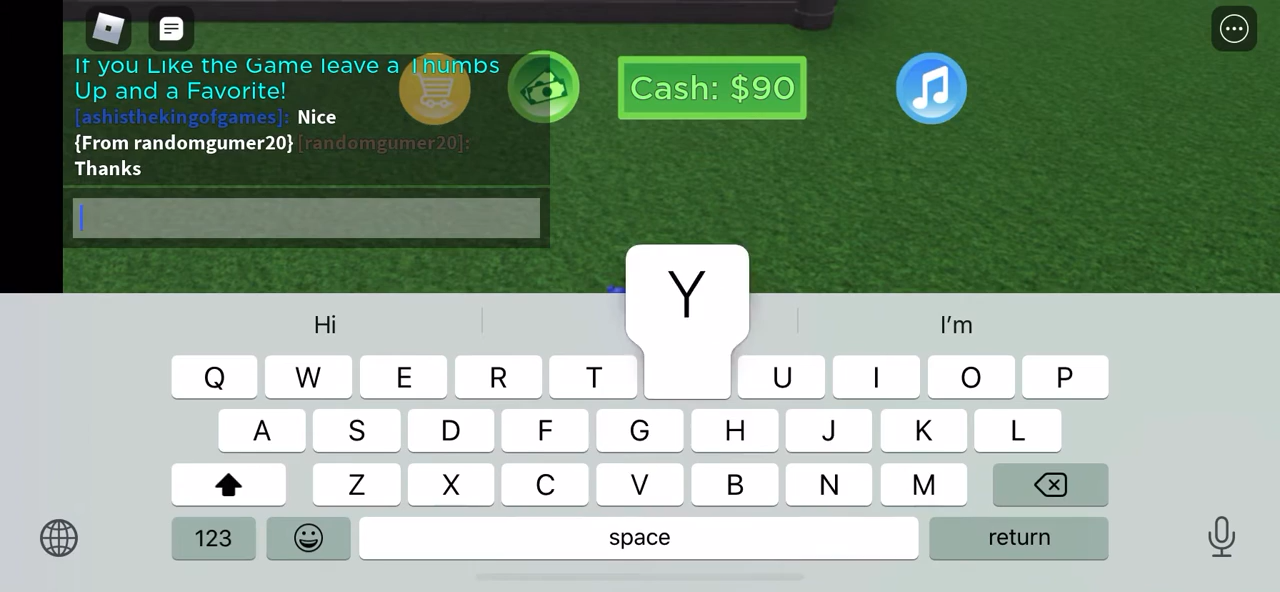 If you Like the Game leave a Thumbs
Up and a Favorite!
[ashisthekingofgames]: Nice
{From randomgumer20} [randomgumer20]:
Thanks
Cash: $90
Y
Hi
I'm
Q W E R T U I O P
A S D F G H J K L
Z X C V B N M
123 space return